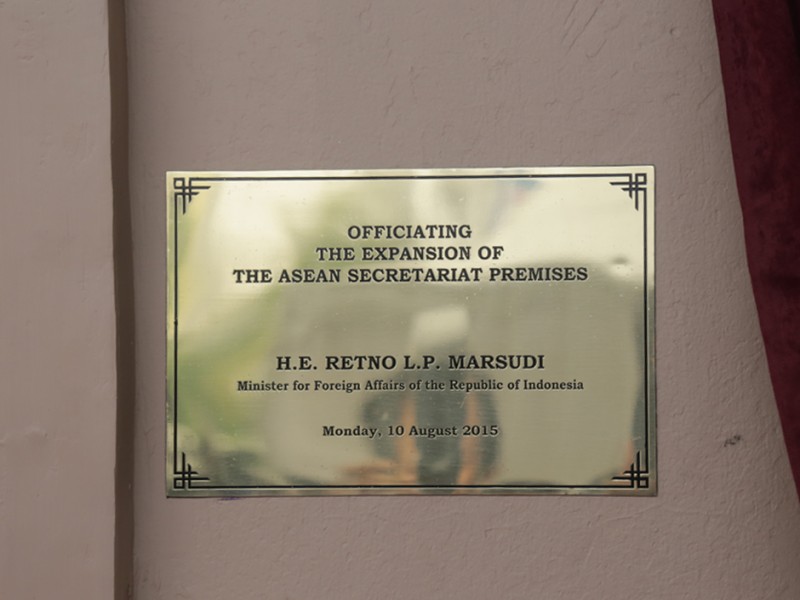 OFFICIATING
THE EXPANSION OF
THE ASEAN SECRETARIAT PREMISES
H.E. RETNO L.P. MARSUDI
Minister for Foreign Affairs of the Republic of Indonesia
Monday, 10 August 2015